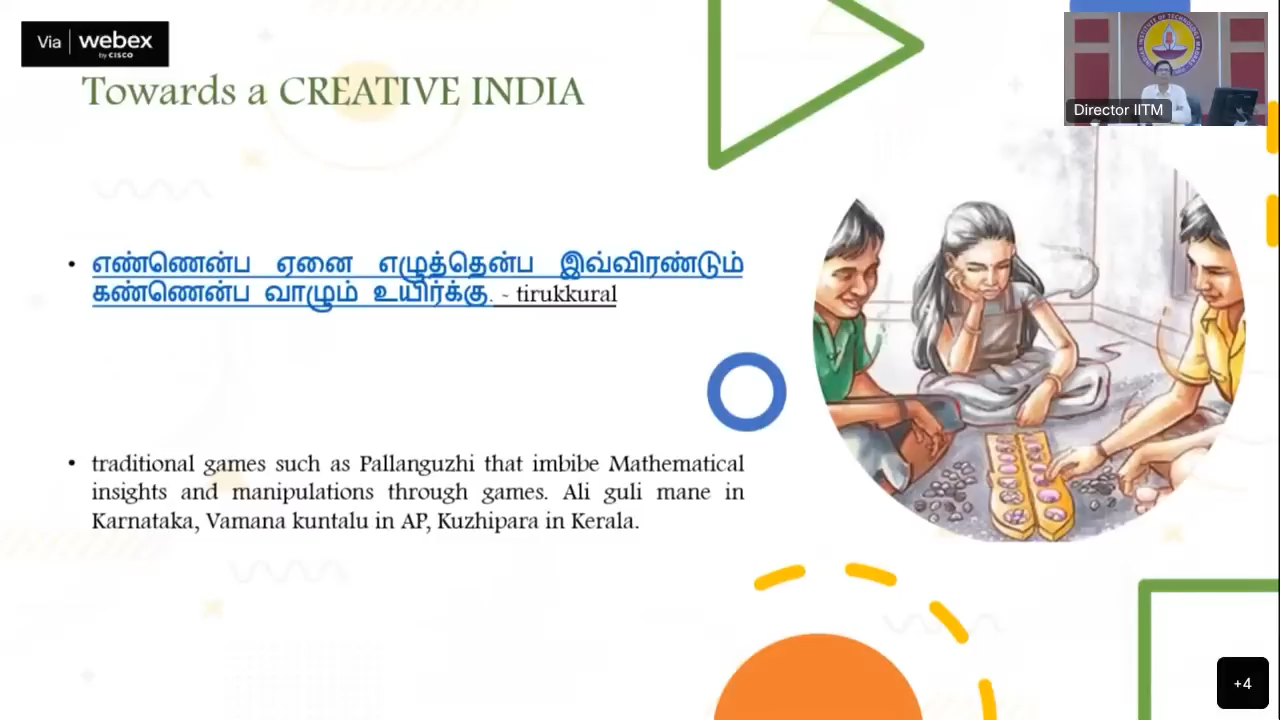 Via webex
by CISCO
Towards a CREATIVE INDIA
Director IITM
• எண்ணென்ப ஏனை எழுத்தென்ப இவ்விரண்டும்
கண்ணென்ப வாழும் உயிர்க்கு. ~ tirukkural
• traditional games such as Pallanguzhi that imbibe Mathematical
insights and manipulations through games. Ali guli mane in
Karnataka, Vamana kuntalu in AP, Kuzhipara in Kerala.
+4